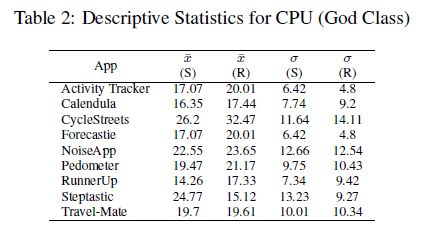 Table 2: Descriptive Statistics for CPU (God Class)
App x̄ (S) x̄ (R) σ (S) σ (R)
Activity Tracker 17.07 20.01 6.42 4.8
Calendula 16.35 17.44 7.74 9.2
CycleStreets 26.2 32.47 11.64 14.11
Forecastie 17.07 20.01 6.42 4.8
NoiseApp 22.55 23.65 12.66 12.54
Pedometer 19.47 21.17 9.75 10.43
RunnerUp 14.26 17.33 7.34 9.42
Steptastic 24.77 15.12 13.23 9.27
Travel-Mate 19.7 19.61 10.01 10.34